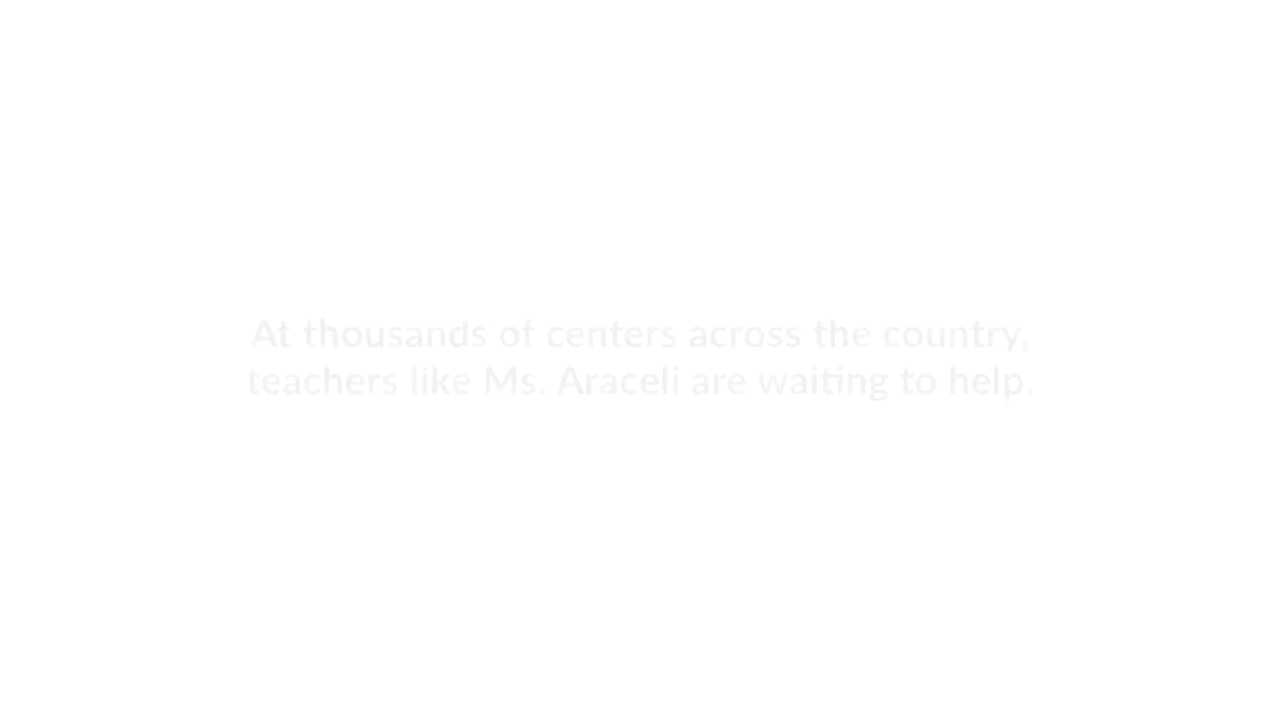 At thousands of centers across the country,
teachers like Ms. Araceli are waiting to help.